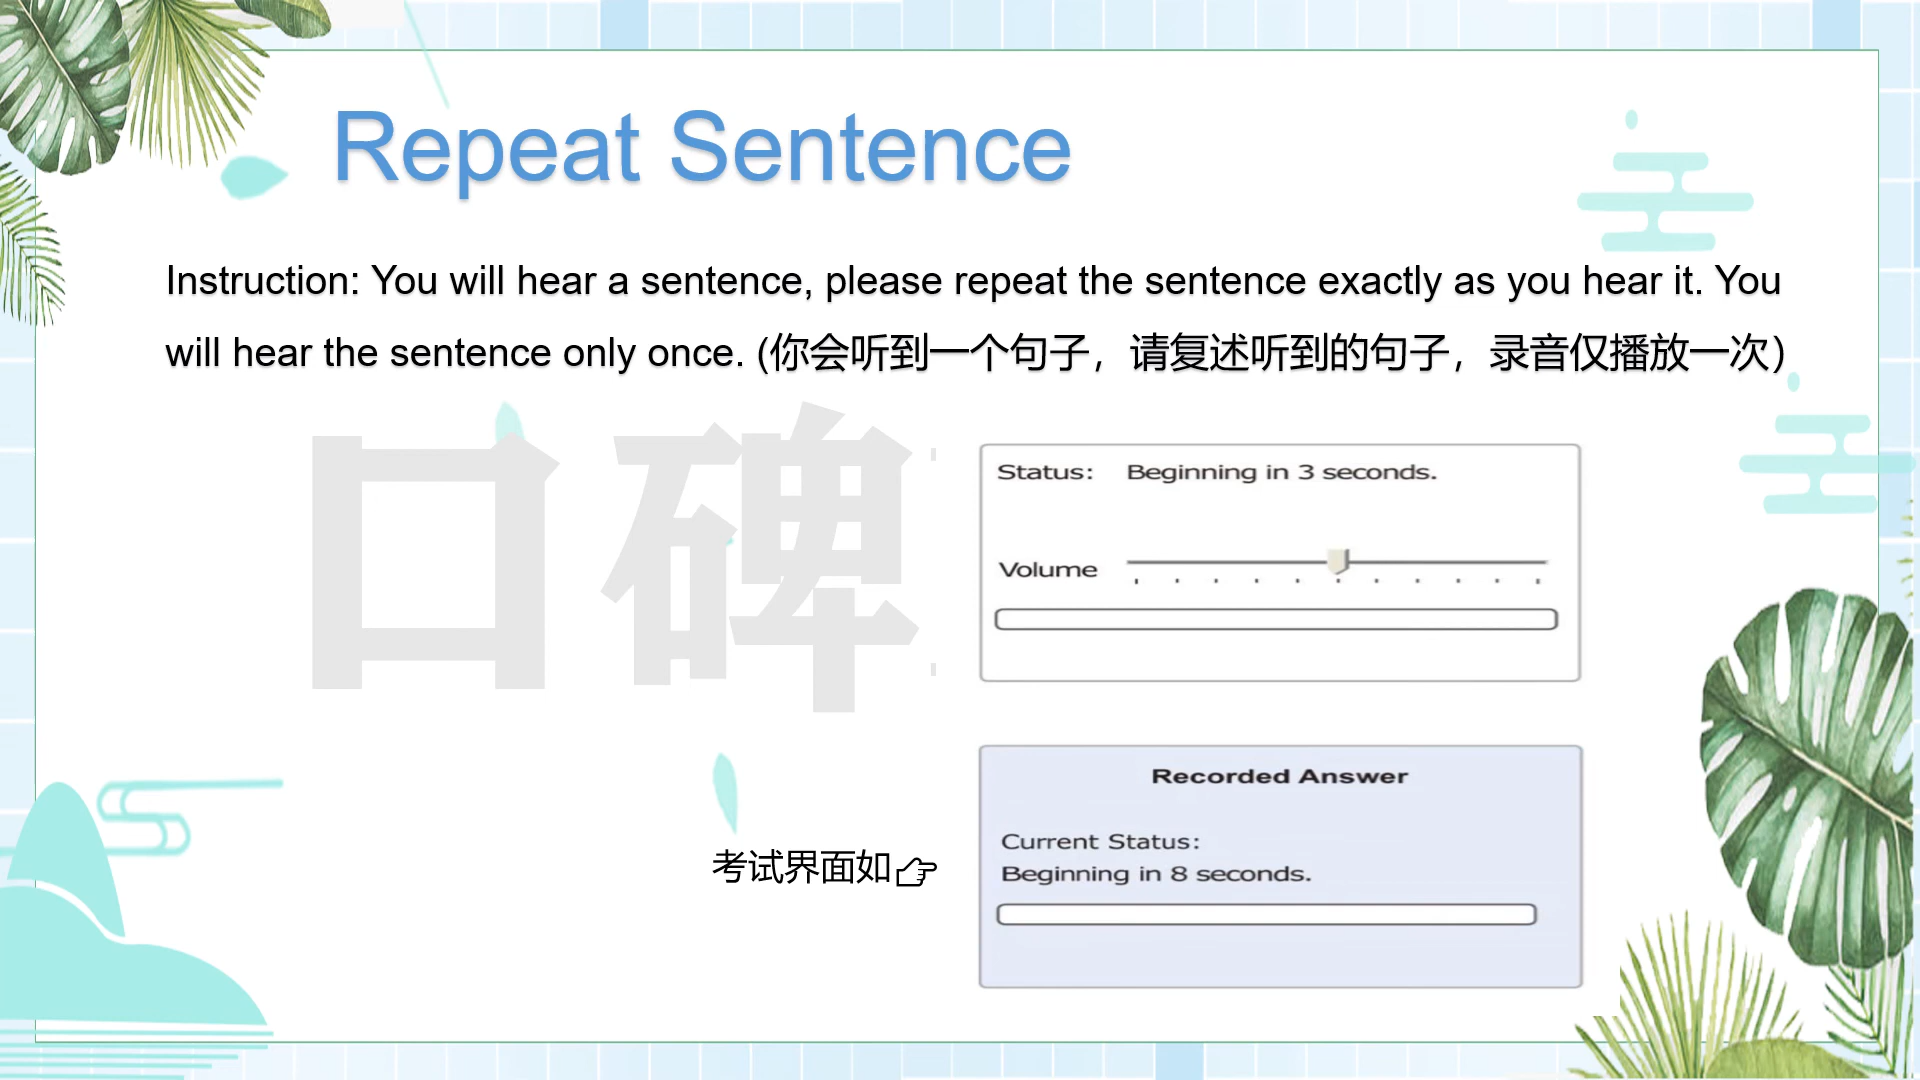 Repeat Sentence
Instruction: You will hear a sentence, please repeat the sentence exactly as you hear it. You
will hear the sentence only once. (你会听到一个句子，请复述听到的句子，录音仅播放一次）
口碑
Status: Beginning in 3 seconds.
Volume
Recorded Answer
Current Status:
考试界面如👉
Beginning in 8 seconds.